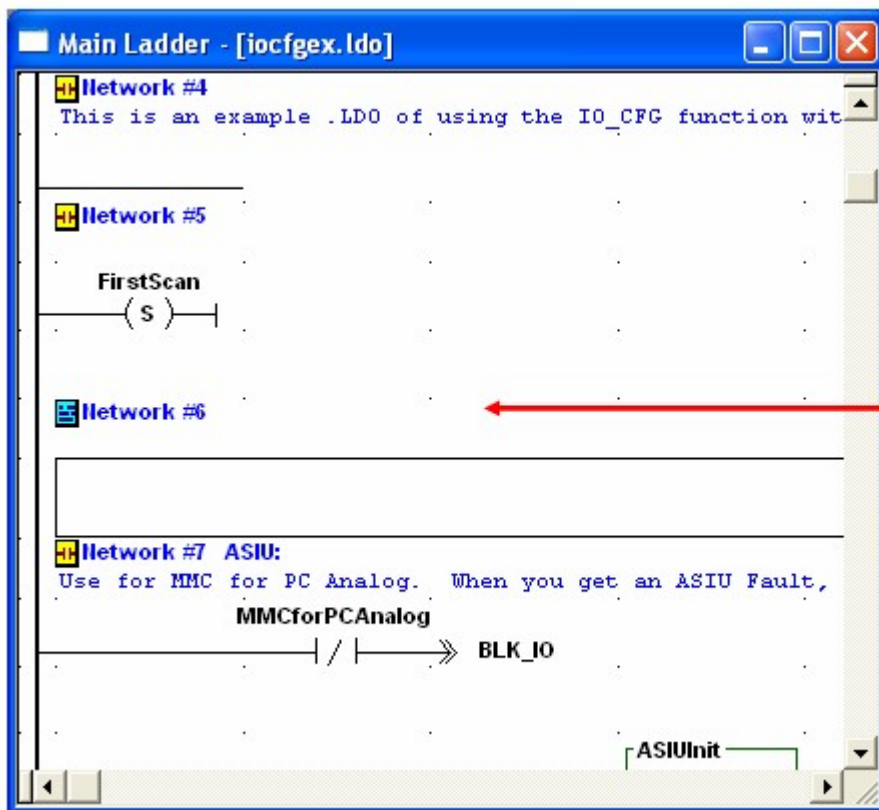 Main Ladder - [iocfgex.ldo]
Network #4
This is an example .LDO of using the IO_CFG function wit
Network #5
FirstScan
S
Network #6
Network #7 ASIU:
Use for MMC for PC Analog. When you get an ASIU Fault,
MMCforPCAnalog
BLK_IO
ASIUInit